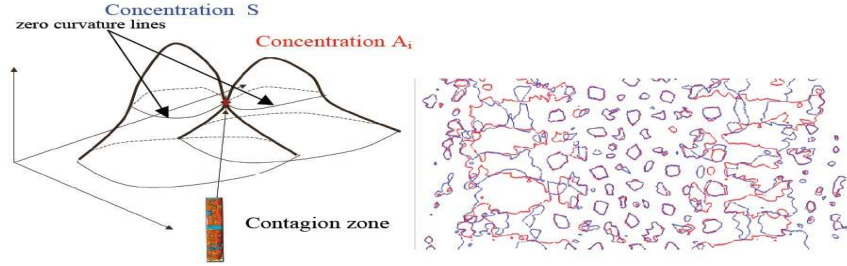 Concentration S
zero curvature lines
Concentration Ai
Contagion zone